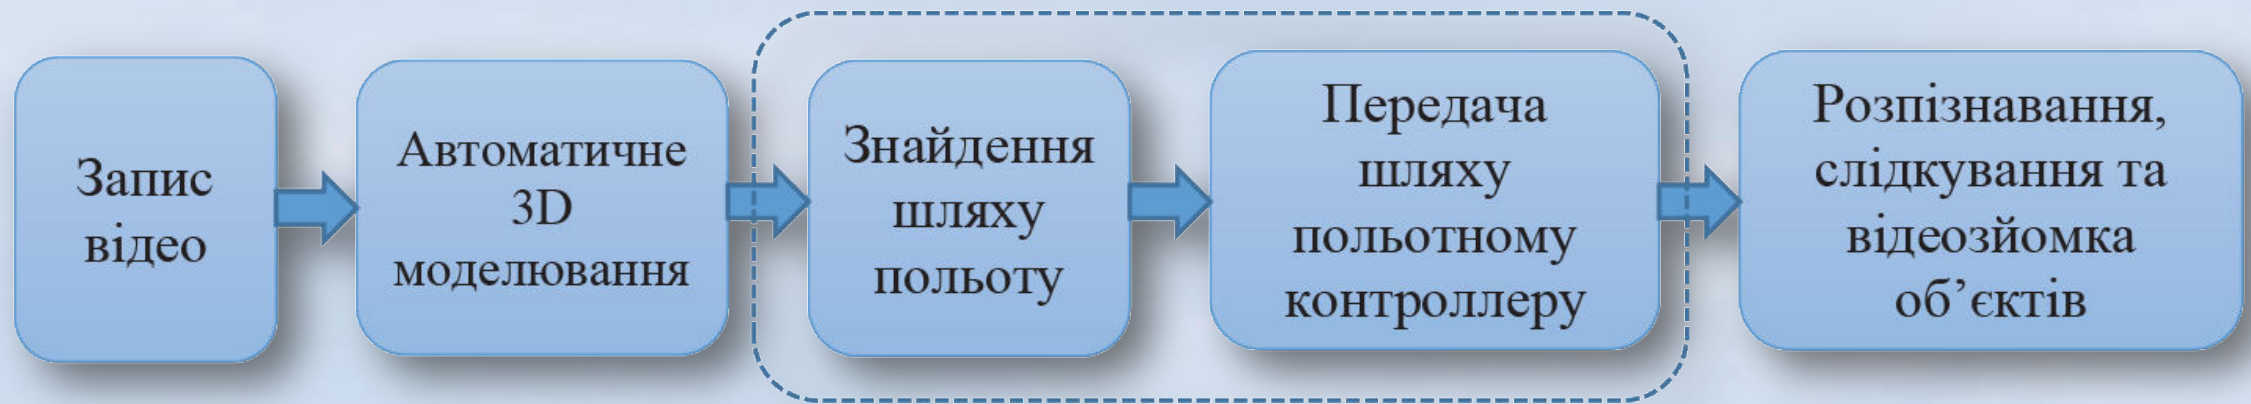 Запис
відео
Автоматичне
3D
моделювання
Знайдення
шляху
польоту
Передача
шляху
польотному
контроллеру
Розпізнавання,
слідкування та
відеозйомка
об’єктів